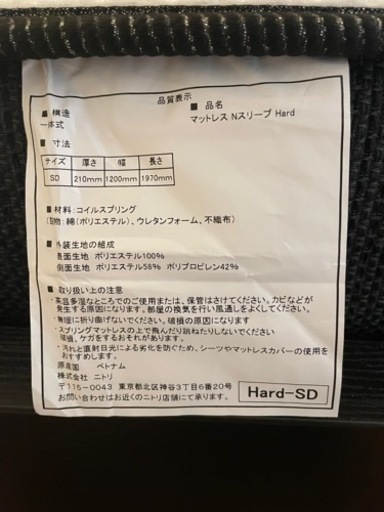 品質表示
■ 構造
一体式
■ 品名
マットレス Nスリープ Hard
■ 寸法
サイズ 厚さ 幅 長さ
SD 210mm 1200mm 1970mm
■ 材料：コイルスプリング
綿（ポリエステル）、ウレタンフォーム、不織布）
■ 外装生地の組成
表面生地 ポリエステル100％
側面生地 ポリエステル58％ ポリプロピレン42％
■ 取り扱い上の注意
・高温多湿なところでのご使用または、保管はさけてください。カビなどが
発生する原因になります。部屋の換気を行い風通しをよくしてください。
・無理に折り曲げないでください。破損の原因になります
・スプリングマットレスの上で飛んだり跳ねたりしないでください
破損、ケガをするおそれがあります。
・汚れと直射日光による劣化を防ぐため、シーツやマットレスカバーの使用を
おすすめします。
原産国 ベトナム
株式会社 ニトリ
〒115-0043 東京都北区神谷3丁目6番20号
お問い合わせはお近くのニトリ店舗にて承ります。
Hard-SD